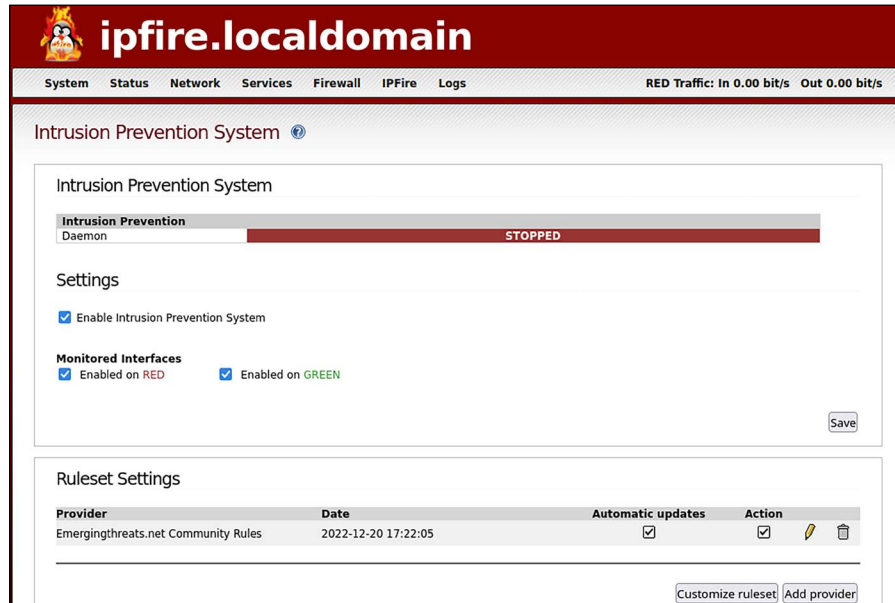 ipfire.localdomain
System Status Network Services Firewall IPFire Logs RED Traffic: In 0.00 bit/s Out 0.00 bit/s
Intrusion Prevention System
Intrusion Prevention System
Intrusion Prevention
Daemon STOPPED
Settings
Enable Intrusion Prevention System
Monitored Interfaces
Enabled on RED Enabled on GREEN
Save
Ruleset Settings
Provider Date Automatic updates Action
Emergingthreats.net Community Rules 2022-12-20 17:22:05
Customize ruleset Add provider